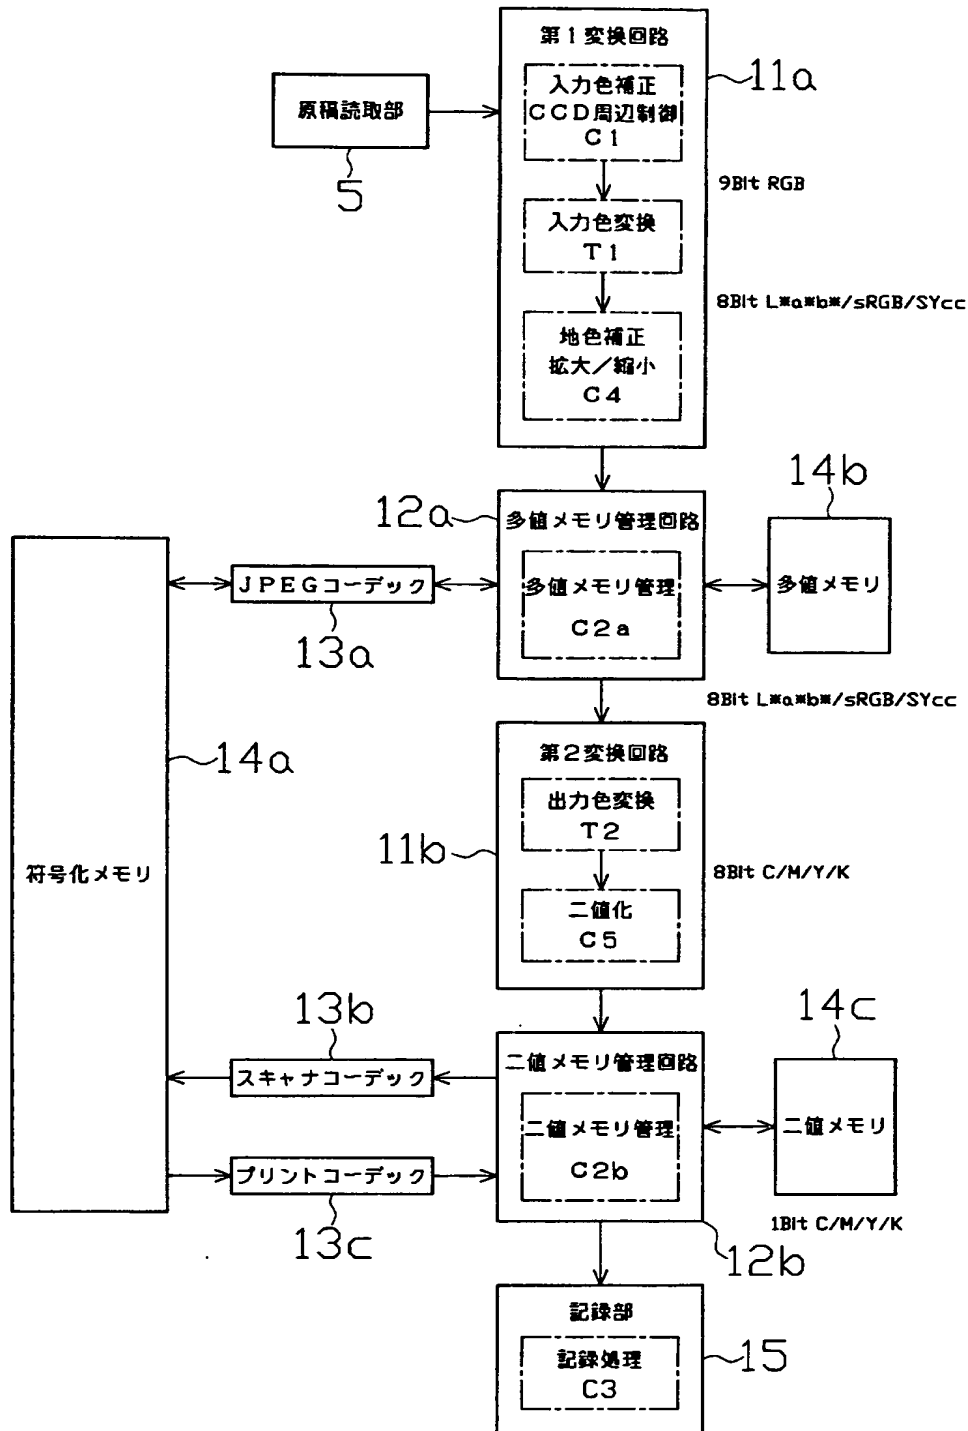 第1変換回路
11a
入力色補正
CCD周辺制御
C1
原稿読取部
5
9Bit RGB
入力色変換
T1
8Bit L*a*b*/sRGB/SYcc
地色補正
拡大/縮小
C4
14b
12a
多値メモリ管理回路
JPEGコーデック
13a
多値メモリ管理
C2a
多値メモリ
8Bit L*a*b*/sRGB/SYcc
14a
第2変換回路
出力色変換
T2
11b
符号化メモリ
8Bit C/M/Y/K
二値化
C5
13b
14c
スキャナコーデック
二値メモリ管理回路
二値メモリ管理
C2b
二値メモリ
プリントコーデック
13c
1Bit C/M/Y/K
12b
記録部
15
記録処理
C3